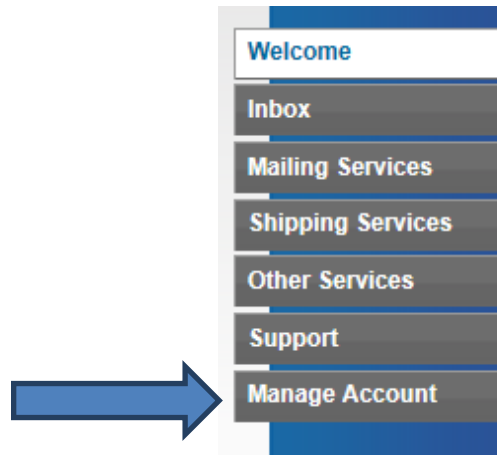 Welcome
Inbox
Mailing Services
Shipping Services
Other Services
Support
Manage Account